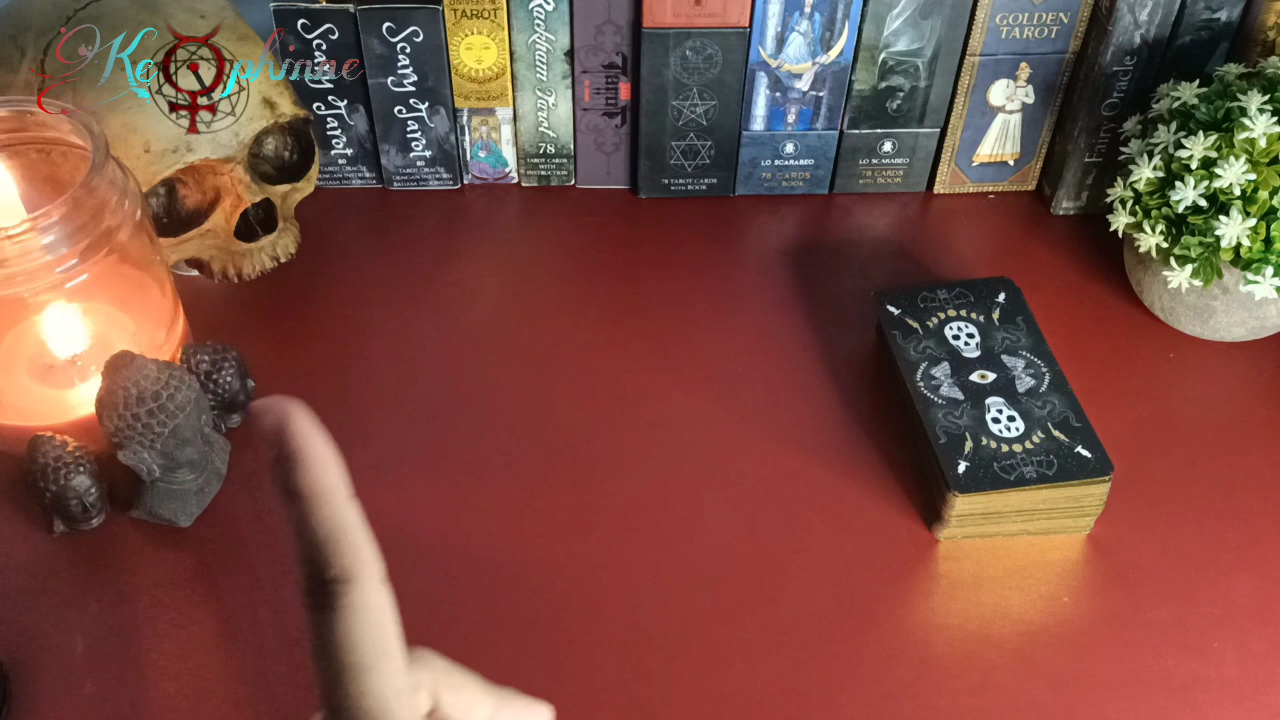 Scary Tarot
80
TAROT ORACLE
DENGAN INSTRUKSI
BAHASA INDONESIA
Scary Tarot
80
TAROT ORACLE
DENGAN INSTRUKSI
BAHASA INDONESIA
UNIVERSAL
TAROT
Rackham Tarot
78
TAROT CARDS
WITH
INSTRUCTION
78 TAROT CARDS
WITH BOOK
LO SCARABEO
78 CARDS
WITH BOOK
LO SCARABEO
78 CARDS
WITH BOOK
GOLDEN
TAROT
Fairy Oracle